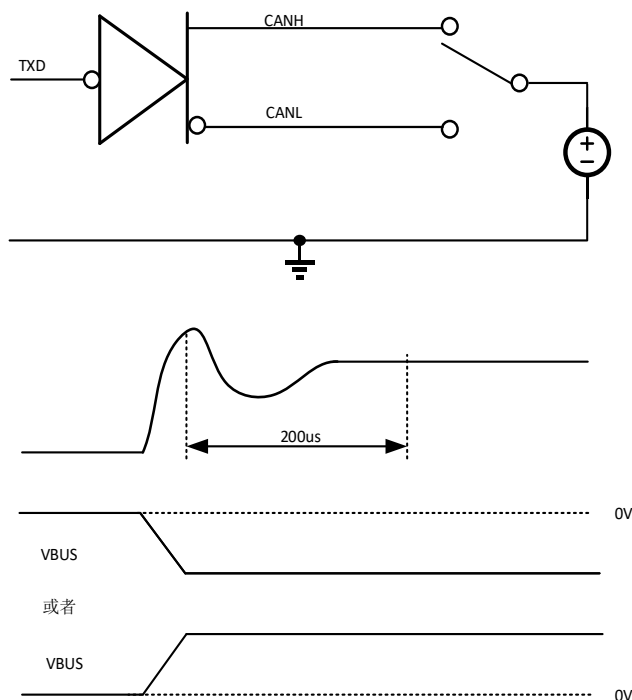 CANH
TXD
CANL
+
−
200us
0V
VBUS
或者
VBUS
0V